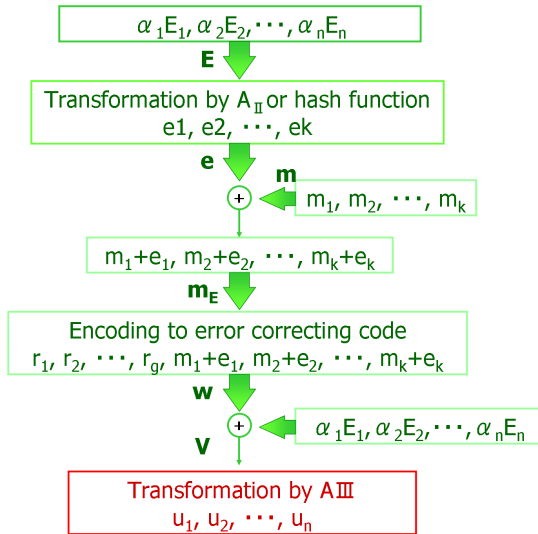 α₁E₁, α₂E₂,···, αₙEₙ
E
Transformation by AⅡ or hash function
e1, e2, ···, ek
e
m
+
m₁, m₂, ···, mₖ
m₁+e₁, m₂+e₂, ···, mₖ+eₖ
m_E
Encoding to error correcting code
r₁, r₂, ···, r_g, m₁+e₁, m₂+e₂, ···, mₖ+eₖ
w
+
α₁E₁, α₂E₂,···, αₙEₙ
V
Transformation by AⅢ
u₁, u₂, ···, uₙ